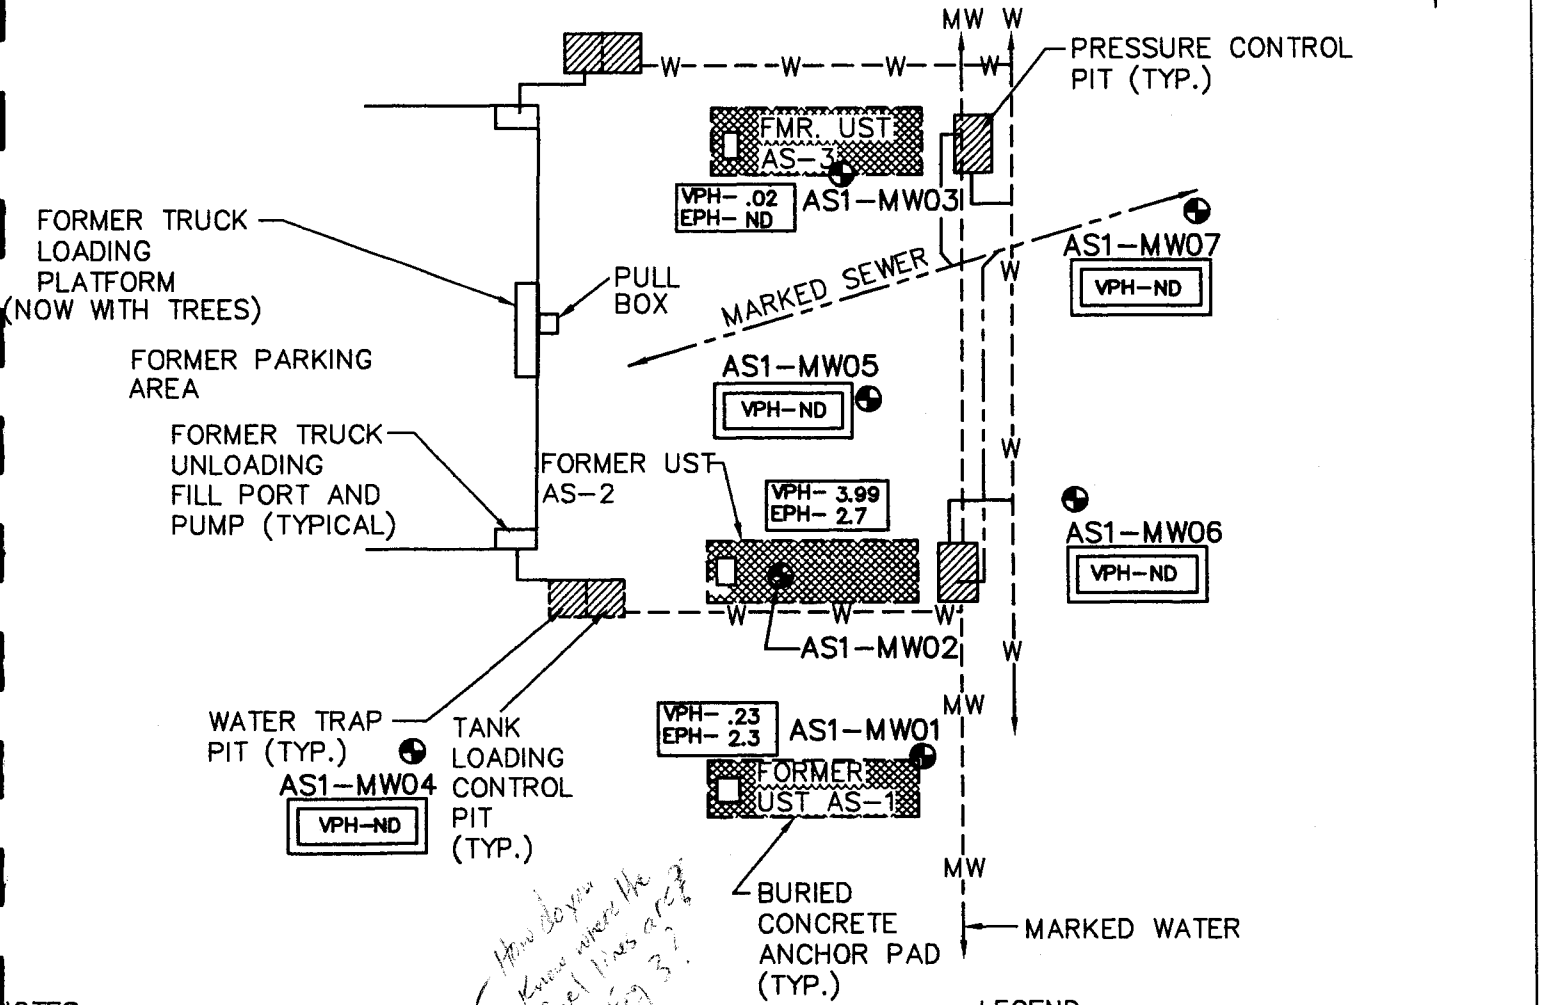 MW W
PRESSURE CONTROL
PIT (TYP.)
W W W W
FMR. UST
AS-3
VPH- .02
EPH- ND
AS1-MW03
FORMER TRUCK
LOADING
PLATFORM
(NOW WITH TREES)
PULL
BOX
MARKED SEWER
W
AS1-MW07
VPH-ND
FORMER PARKING
AREA
AS1-MW05
VPH-ND
FORMER TRUCK
UNLOADING
FILL PORT AND
PUMP (TYPICAL)
FORMER UST
AS-2
W
VPH- 3.99
EPH- 2.7
AS1-MW06
VPH-ND
W W W
AS1-MW02
W
WATER TRAP
PIT (TYP.)
TANK
LOADING
CONTROL
PIT
(TYP.)
AS1-MW04
VPH-ND
VPH- .23
EPH- 2.3
AS1-MW01
MW
FORMER
UST AS-1
MW
BURIED
CONCRETE
ANCHOR PAD
(TYP.)
MARKED WATER
How do you
know where the
lines are?
3?
LEGEND